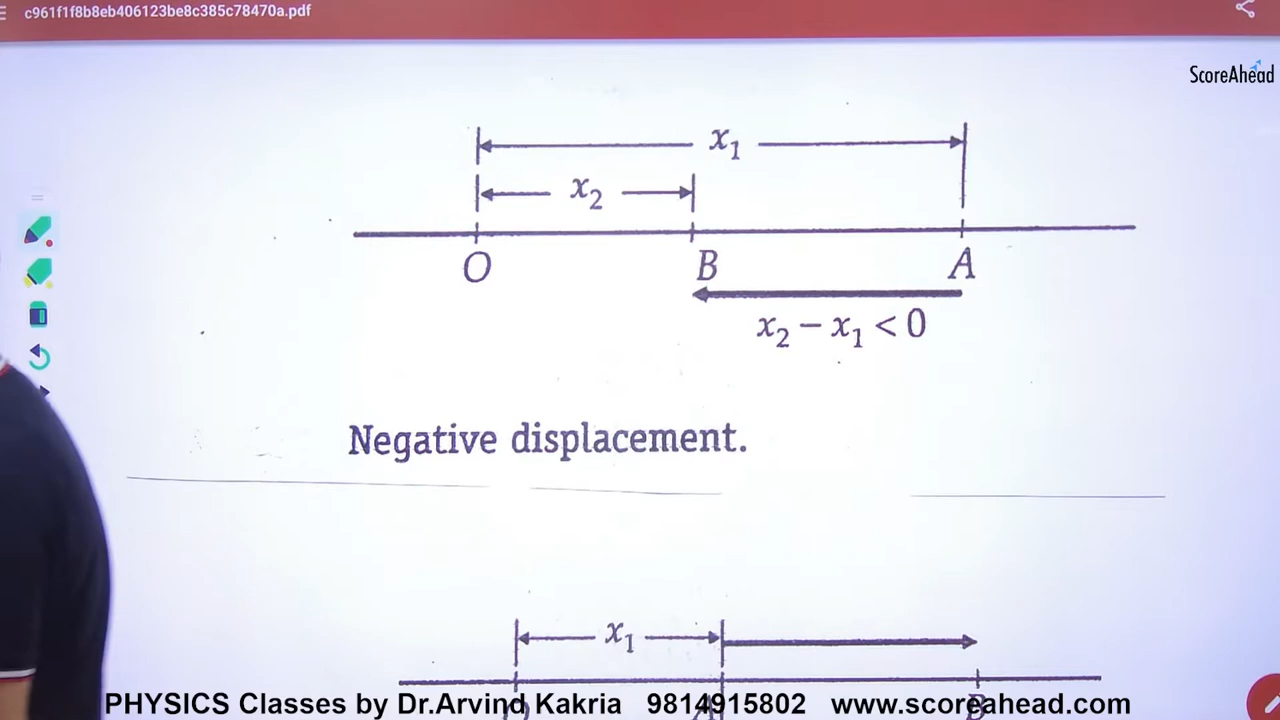 c961f1f8b8eb406123be8c385c78470a.pdf
ScoreAhead
x₁
x₂
O B A
x₂ – x₁ < 0
Negative displacement.
x₁
B
PHYSICS Classes by Dr.Arvind Kakria 9814915802 www.scoreahead.com